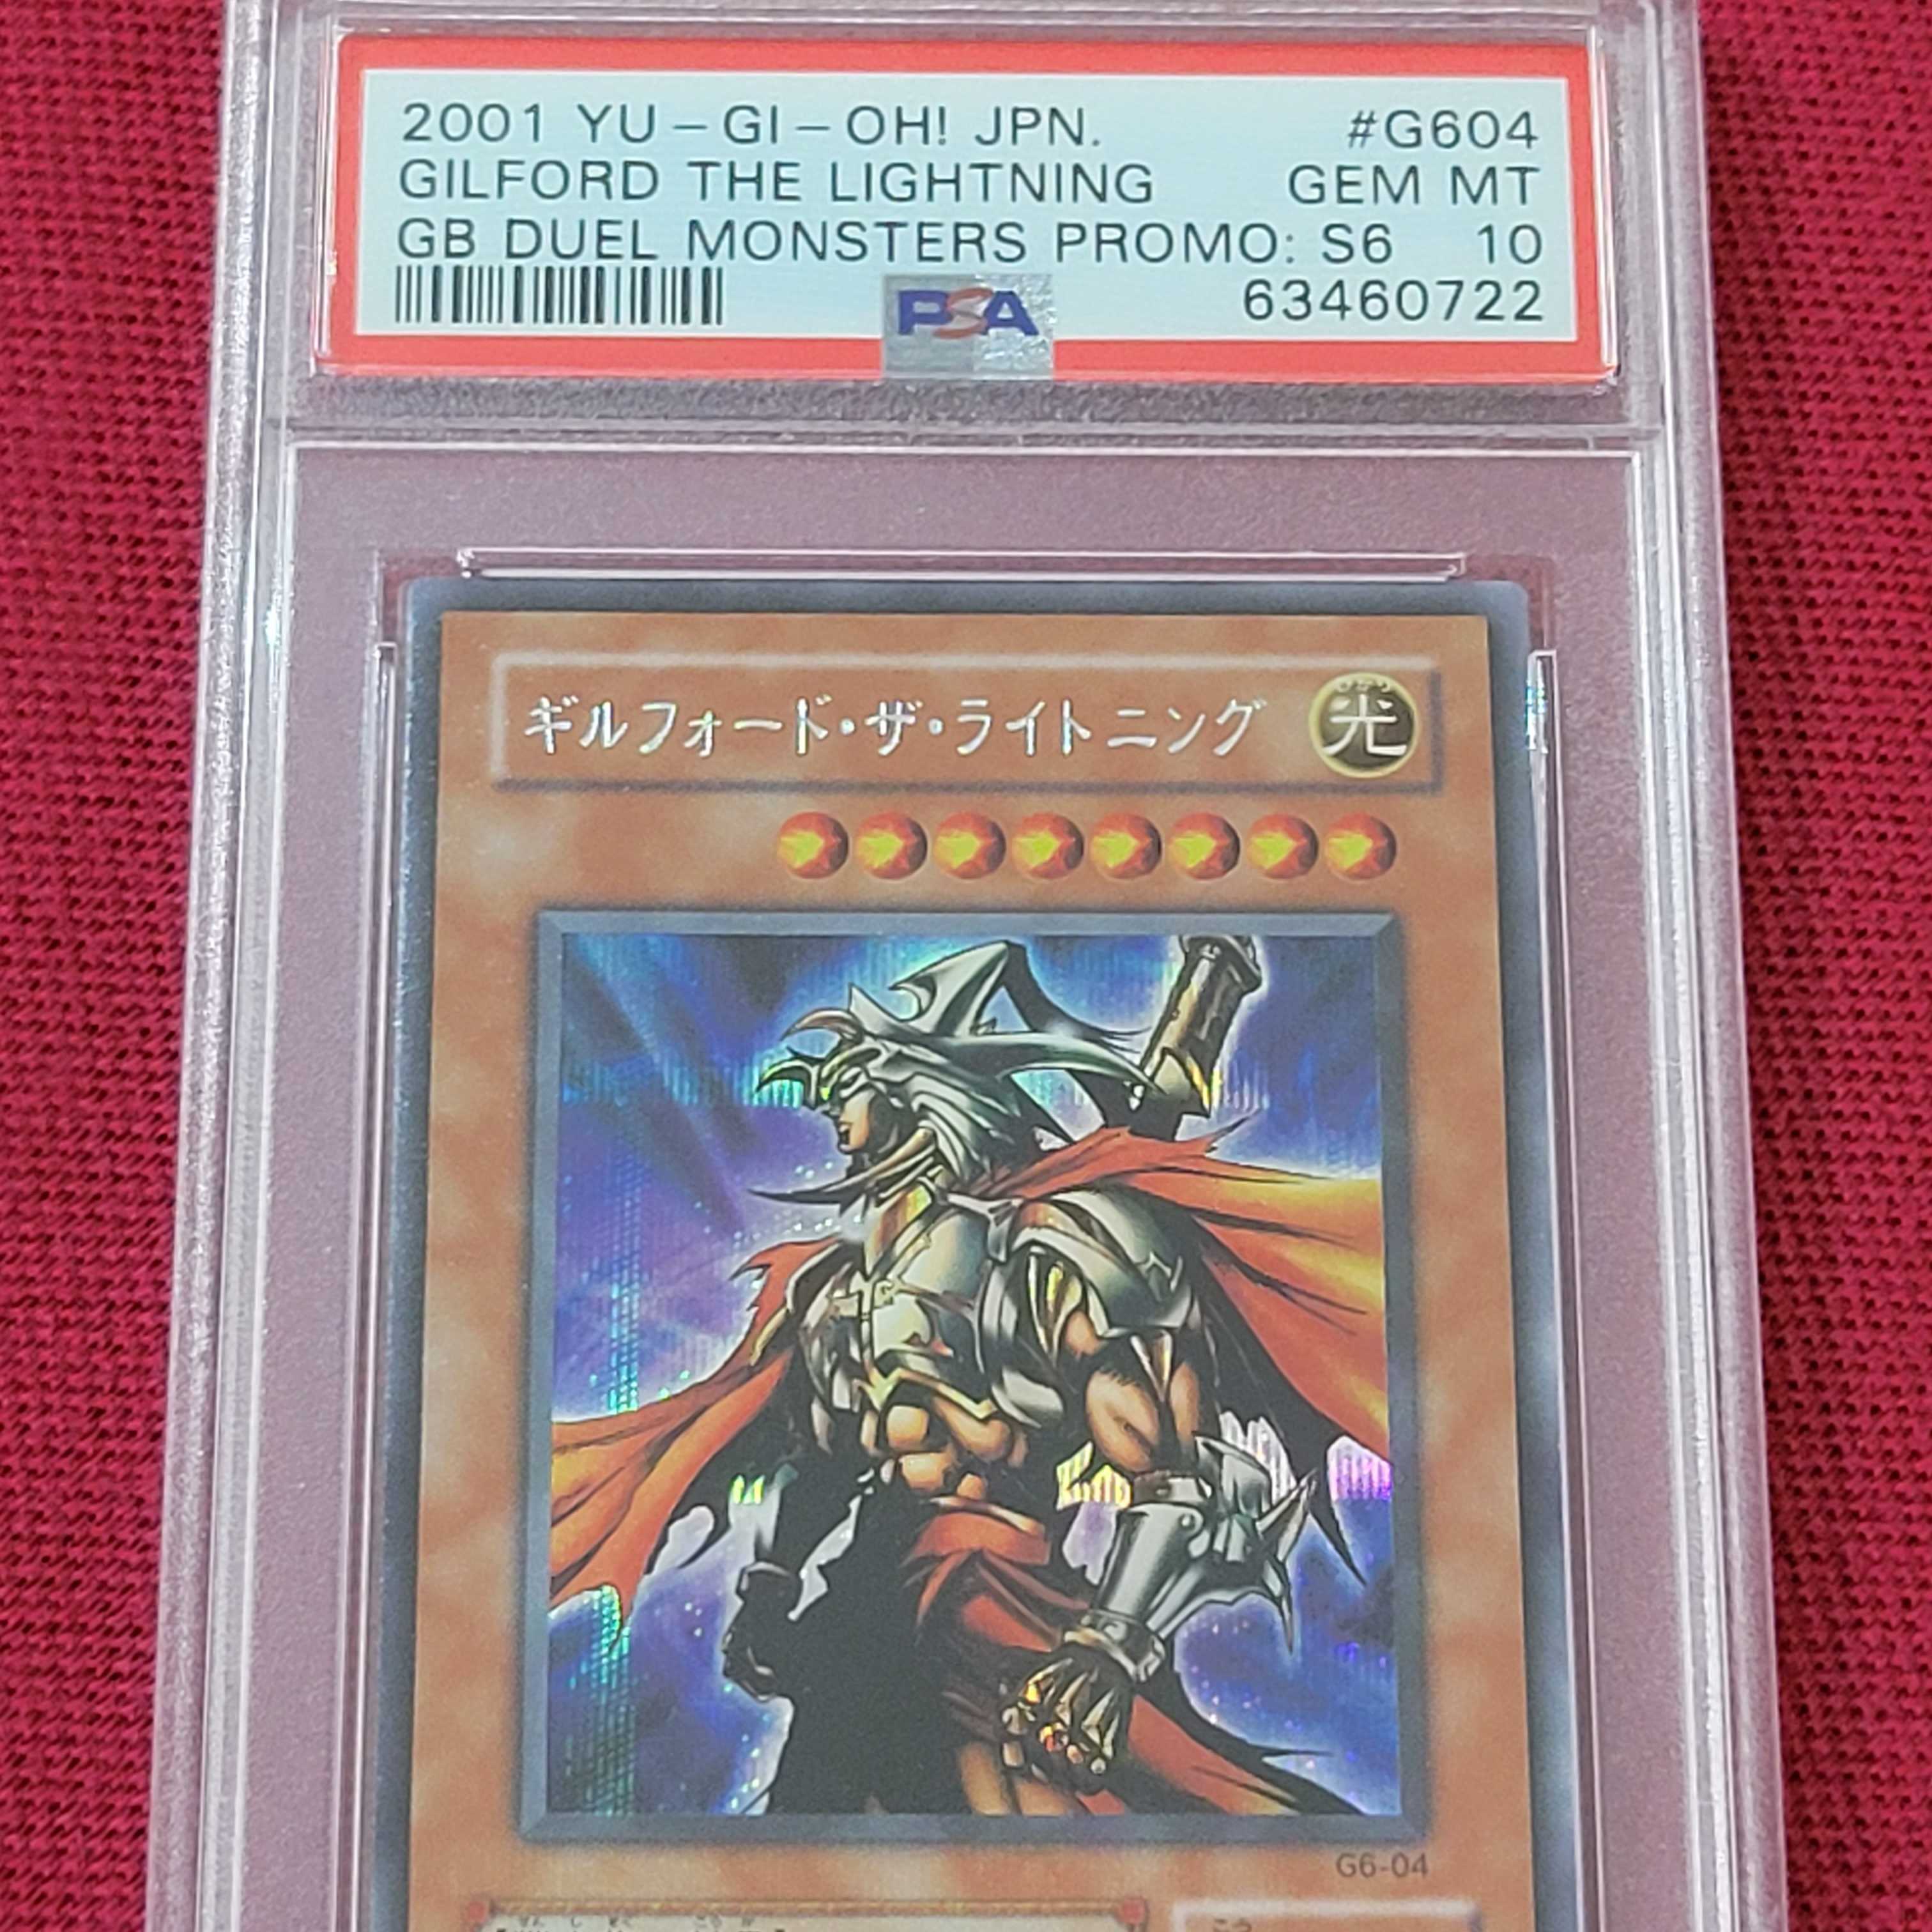 2001 YU-GI-OH! JPN. #G604
GILFORD THE LIGHTNING GEM MT
GB DUEL MONSTERS PROMO: S6 10
PSA 63460722
ギルフォード・ザ・ライトニング 光
G6-04